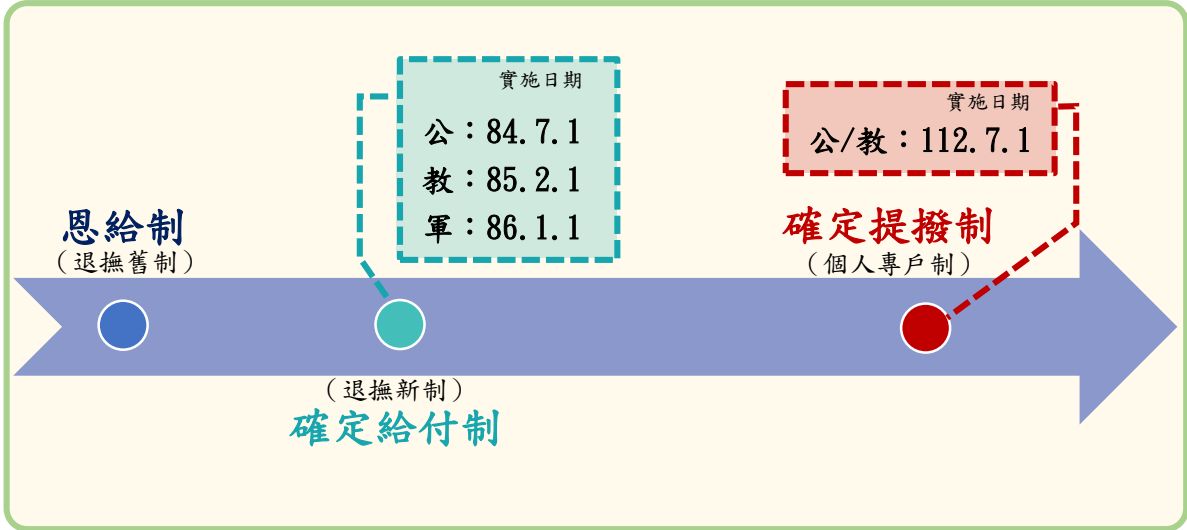 恩給制
（退撫舊制）
實施日期
公：84.7.1
教：85.2.1
軍：86.1.1
（退撫新制）
確定給付制
實施日期
公/教：112.7.1
確定提撥制
（個人專戶制）